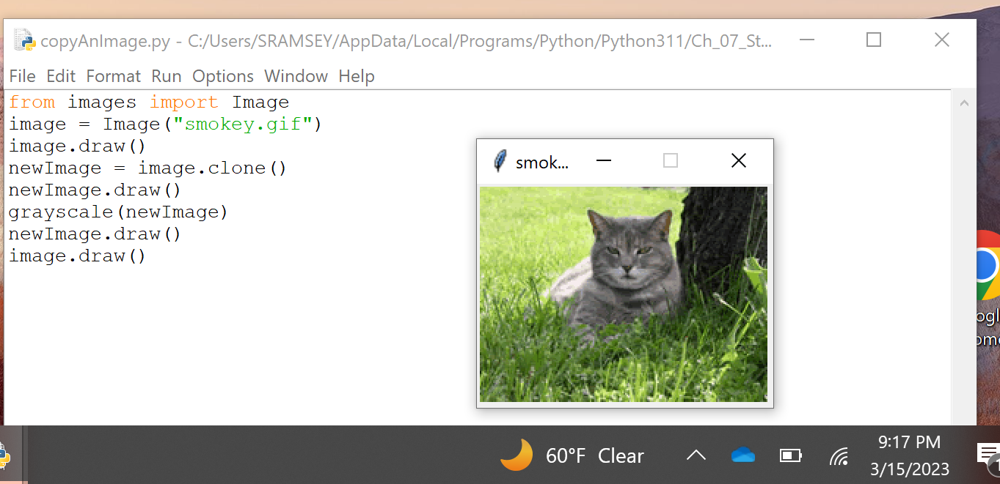 copyAnImage.py - C:/Users/SRAMSEY/AppData/Local/Programs/Python/Python311/Ch_07_St...
File Edit Format Run Options Window Help
from images import Image
image = Image("smokey.gif")
image.draw()
newImage = image.clone()
newImage.draw()
grayscale(newImage)
newImage.draw()
image.draw()
smok...
60°F Clear
9:17 PM
3/15/2023